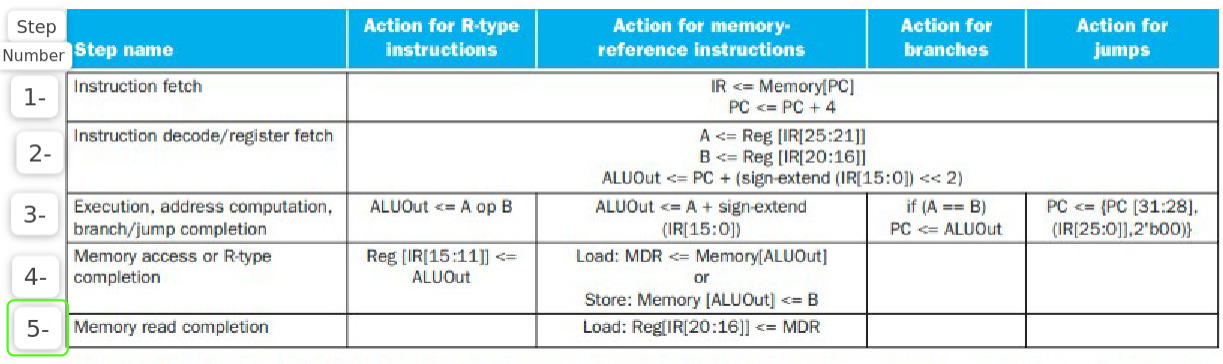 Step
Number
Step name
Action for R-type
instructions
Action for memory-
reference instructions
Action for
branches
Action for
jumps
1-
Instruction fetch
IR <= Memory[PC]
PC <= PC + 4
2-
Instruction decode/register fetch
A <= Reg [IR[25:21]]
B <= Reg [IR[20:16]]
ALUOut <= PC + (sign-extend (IR[15:0]) << 2)
3-
Execution, address computation,
branch/jump completion
ALUOut <= A op B
ALUOut <= A + sign-extend
(IR[15:0])
if (A == B)
PC <= ALUOut
PC <= {PC [31:28],
(IR[25:0]],2'b00)}
4-
Memory access or R-type
completion
Reg [IR[15:11]] <=
ALUOut
Load: MDR <= Memory[ALUOut]
or
Store: Memory [ALUOut] <= B
5-
Memory read completion
Load: Reg[IR[20:16]] <= MDR